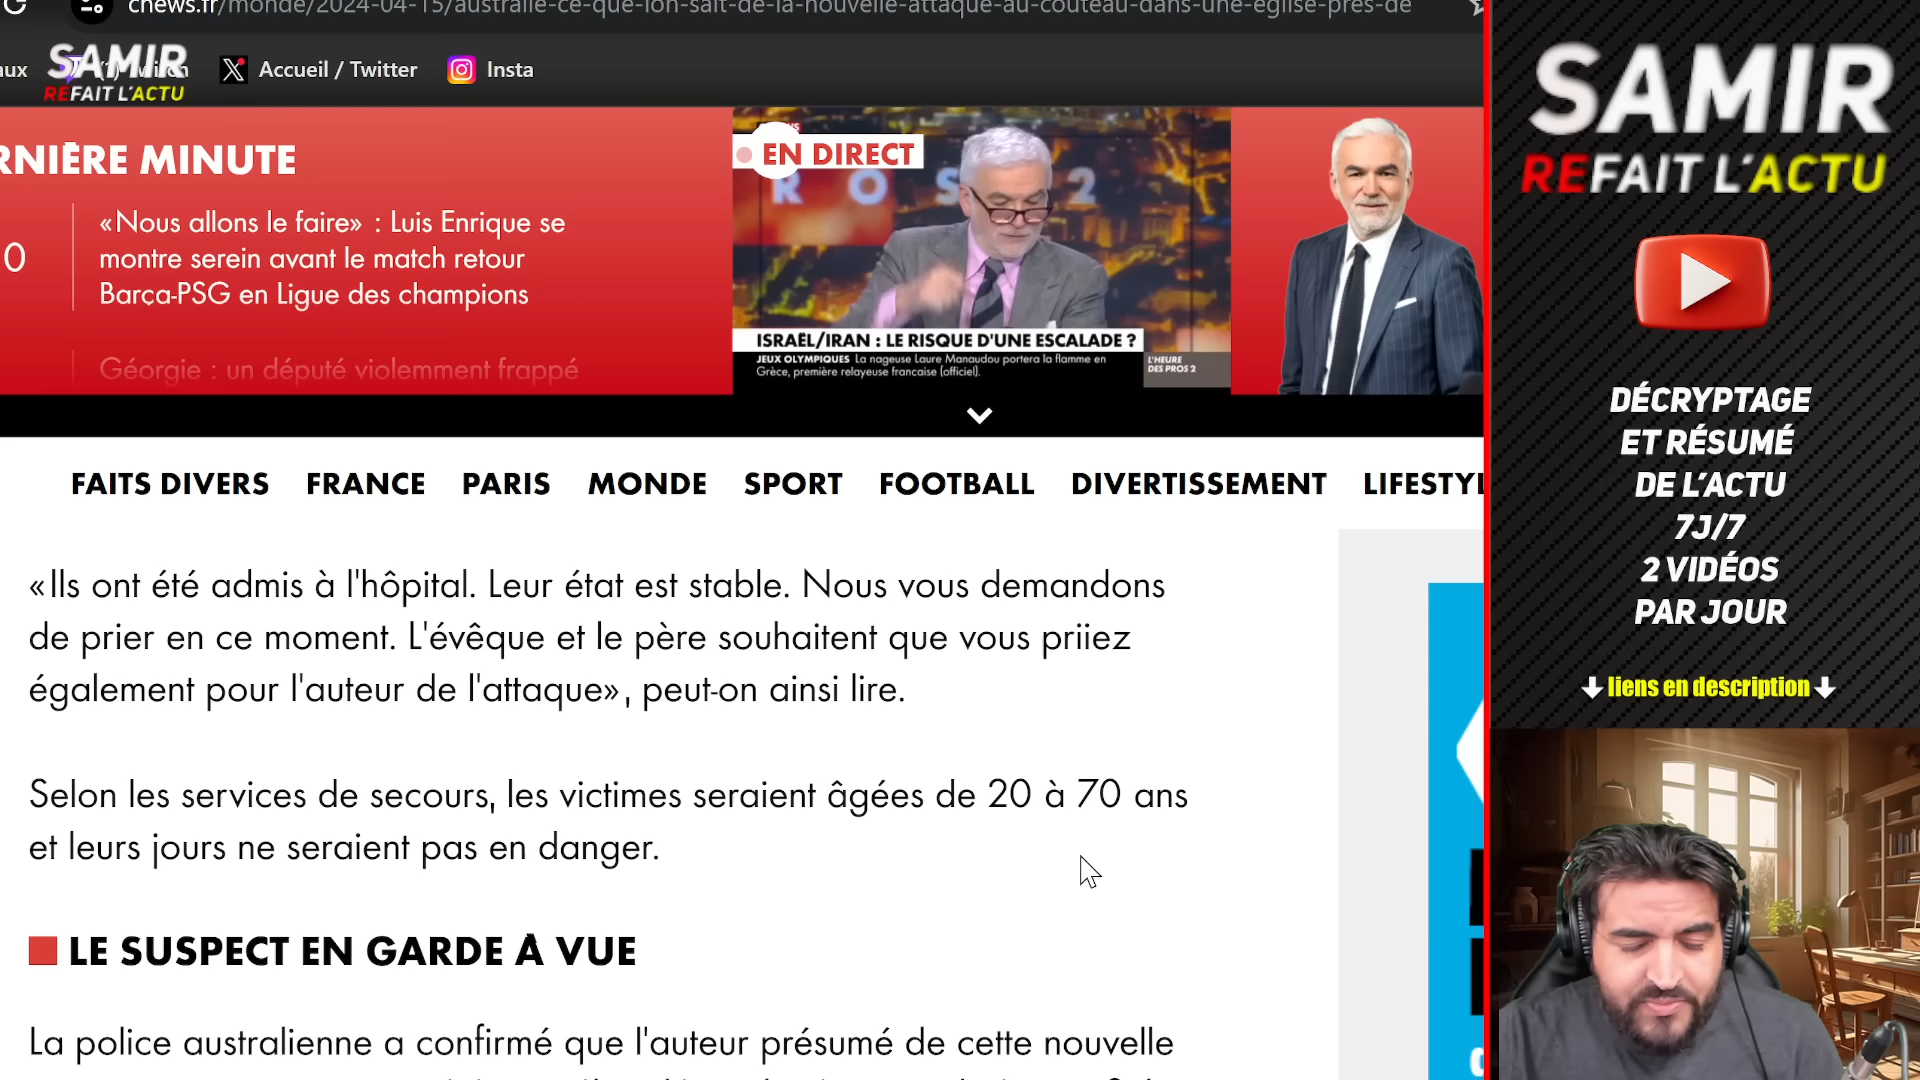 cnews.fr/monde/2024-04-15/australie-ce-que-lon-sait-de-la-nouvelle-attaque-au-couteau-dans-une-eglise-pres-de
aux
Accueil / Twitter
Insta
SAMIR
REFAIT L'ACTU
RNIÈRE MINUTE
0
«Nous allons le faire» : Luis Enrique se
montre serein avant le match retour
Barça-PSG en Ligue des champions
Géorgie : un député violemment frappé
EN DIRECT
R O S 2
ISRAËL/IRAN : LE RISQUE D'UNE ESCALADE ?
JEUX OLYMPIQUES La nageuse Laure Manaudou portera la flamme en
Grèce, première relayeuse française (officiel).
L'HEURE
DES PROS 2
FAITS DIVERS FRANCE PARIS MONDE SPORT FOOTBALL DIVERTISSEMENT LIFESTYL
«Ils ont été admis à l'hôpital. Leur état est stable. Nous vous demandons
de prier en ce moment. L'évêque et le père souhaitent que vous priiez
également pour l'auteur de l'attaque», peut-on ainsi lire.
Selon les services de secours, les victimes seraient âgées de 20 à 70 ans
et leurs jours ne seraient pas en danger.
LE SUSPECT EN GARDE À VUE
La police australienne a confirmé que l'auteur présumé de cette nouvelle
SAMIR
REFAIT L'ACTU
DÉCRYPTAGE
ET RÉSUMÉ
DE L'ACTU
7J/7
2 VIDÉOS
PAR JOUR
liens en description